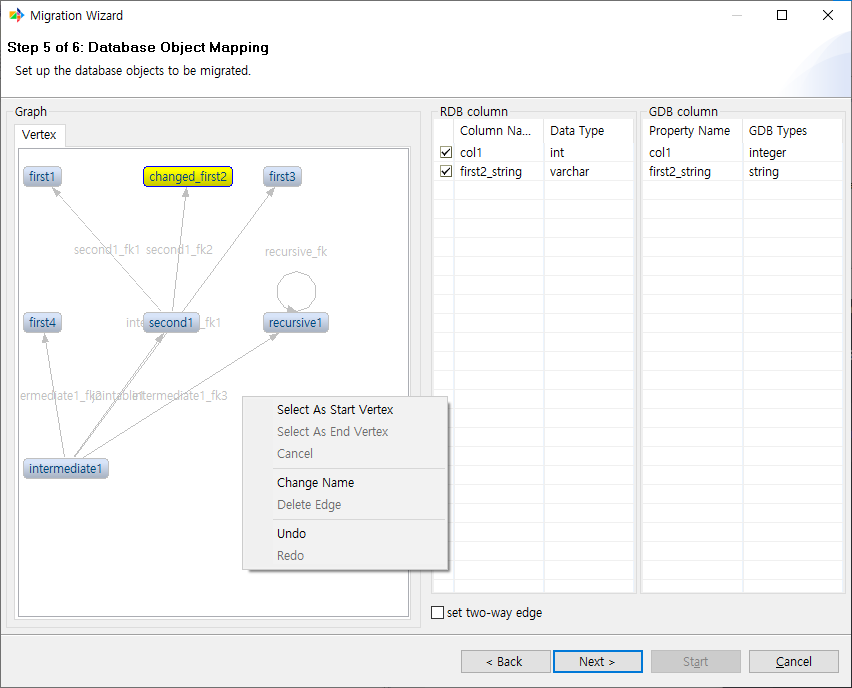 Migration Wizard
Step 5 of 6: Database Object Mapping
Set up the database objects to be migrated.
Graph
Vertex
first1
changed_first2
first3
second1_fk1
second1_fk2
recursive_fk
first4
second1
recursive1
intermediate1_fk3
intermediate1
Select As Start Vertex
Select As End Vertex
Cancel
Change Name
Delete Edge
Undo
Redo
RDB column
Column Na...
Data Type
col1
int
first2_string
varchar
GDB column
Property Name
GDB Types
col1
integer
first2_string
string
set two-way edge
< Back
Next >
Start
Cancel